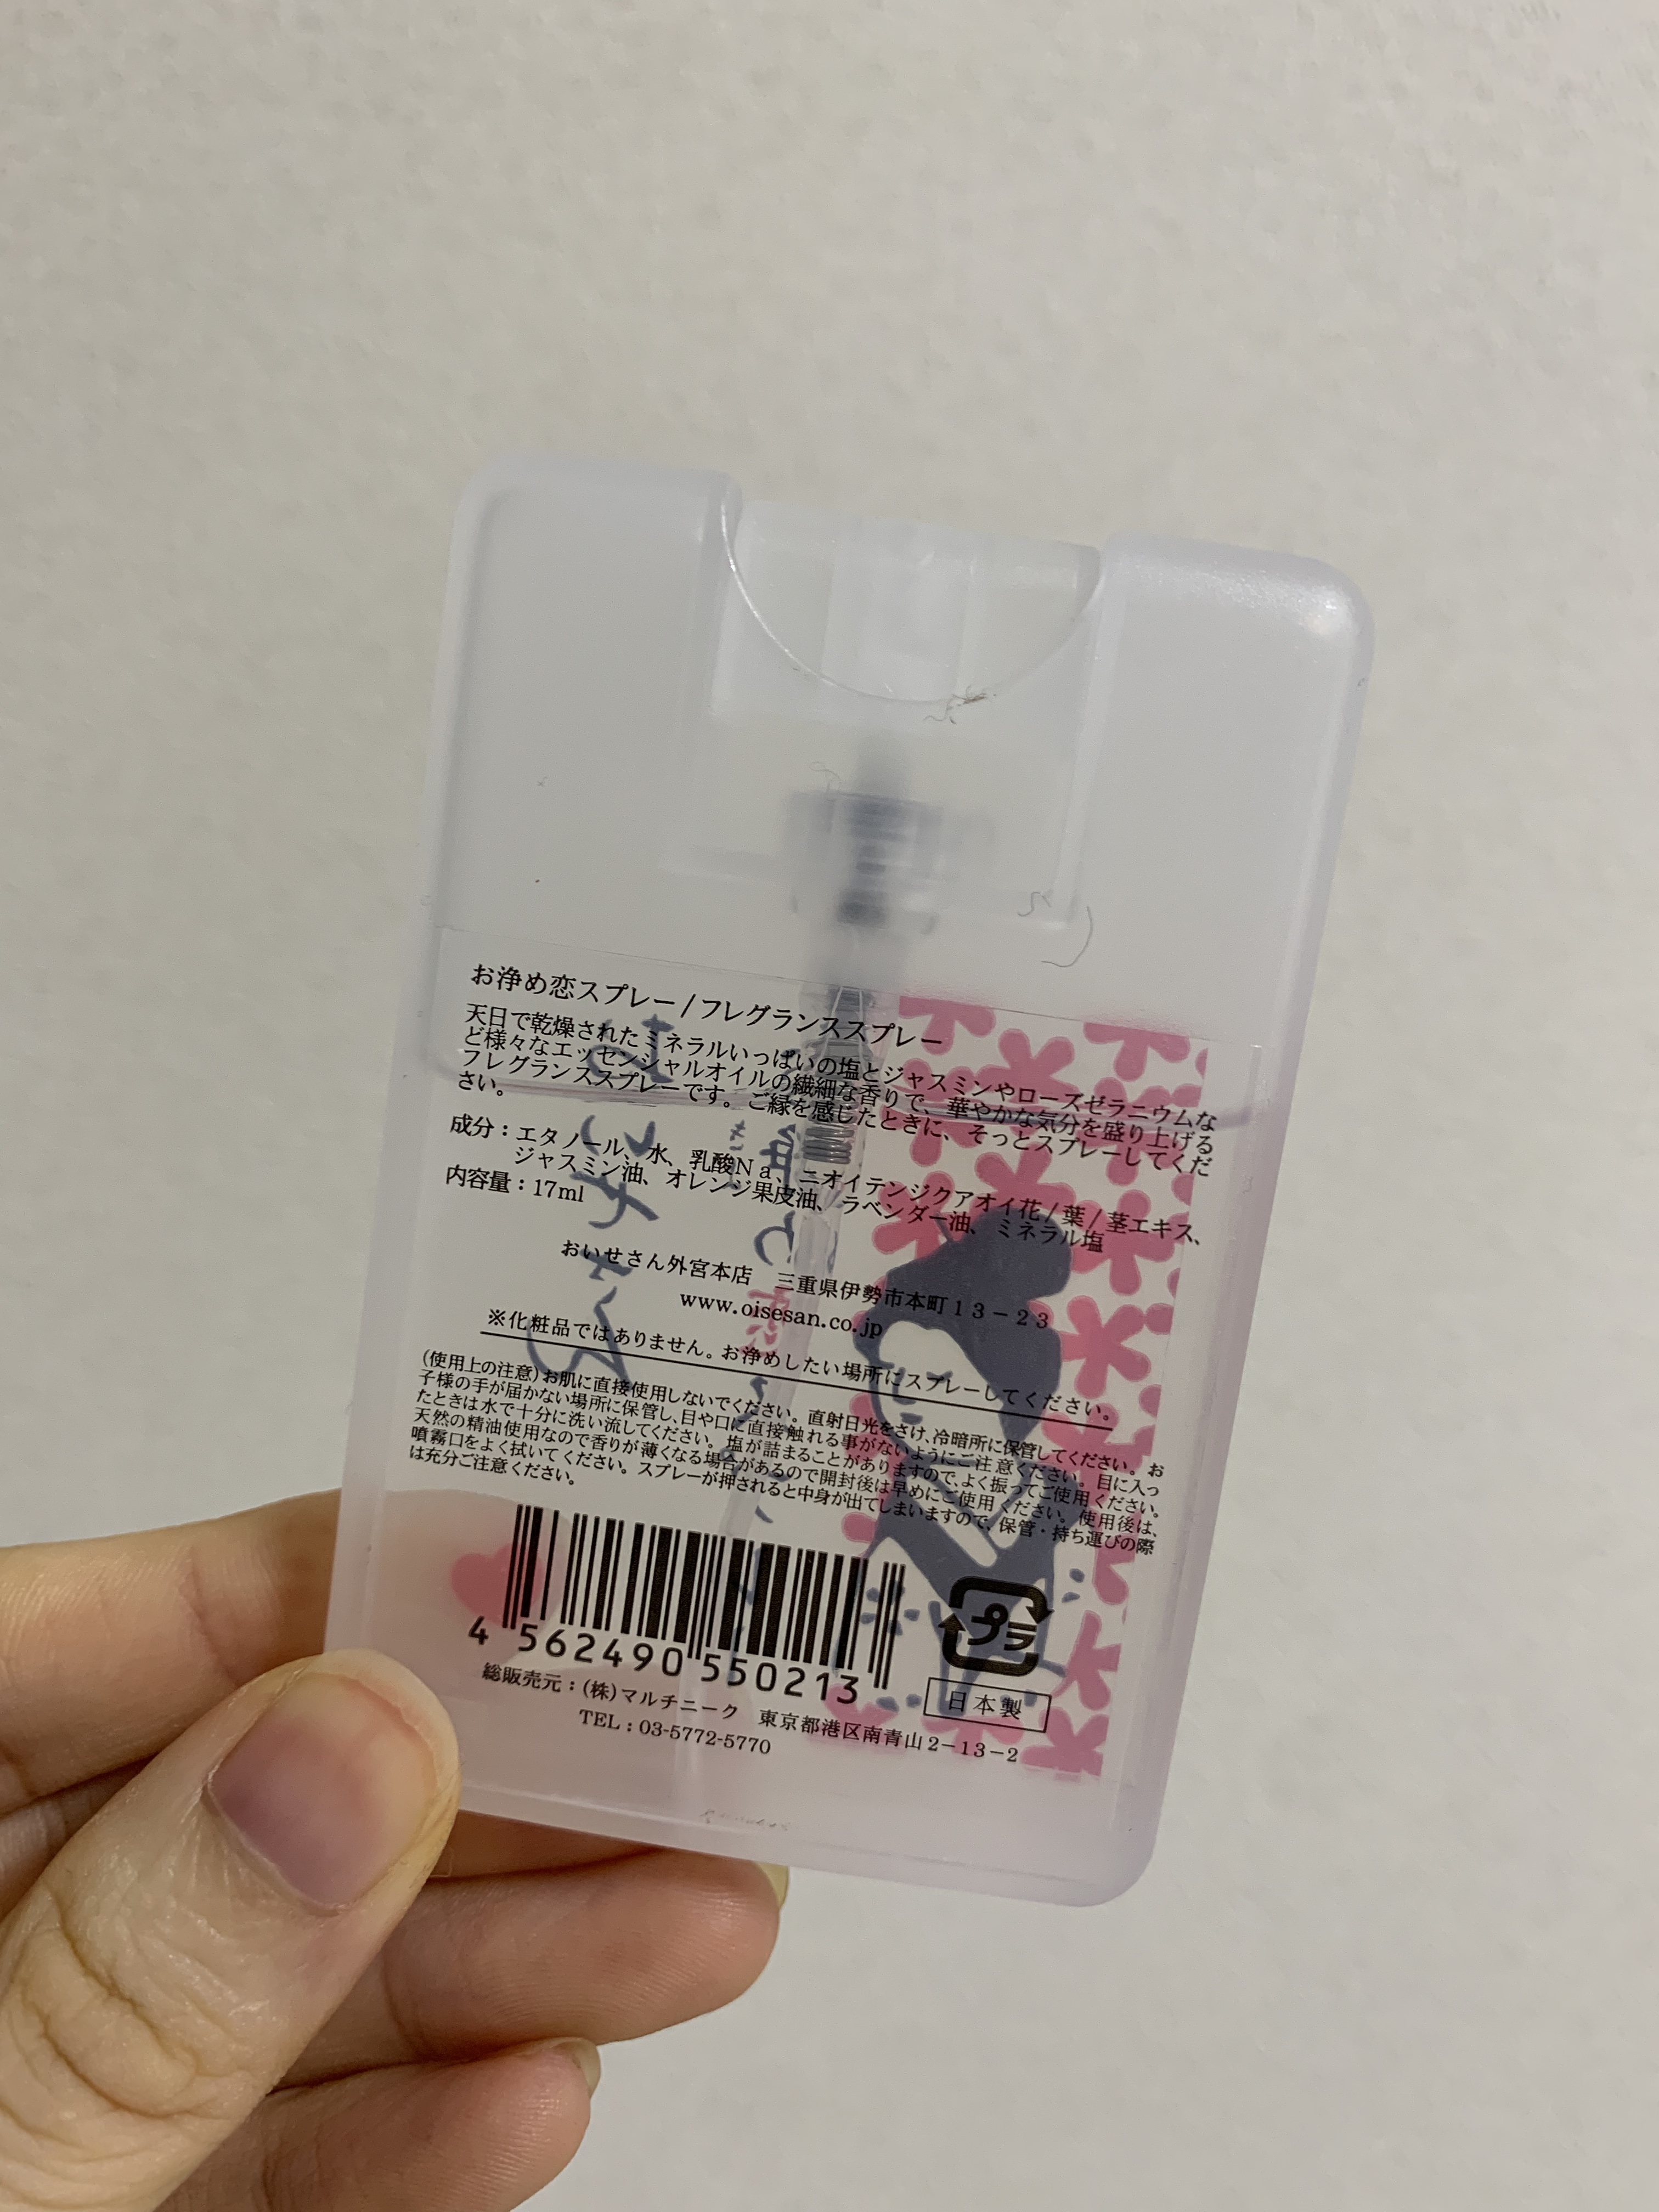 お浄め恋スプレー/フレグランススプレー
天日で乾燥されたミネラルいっぱいの塩とジャスミンやローズゼラニウムな
ど様々なエッセンシャルオイルの繊細な香りで、華やかな気分を盛り上げる
フレグランススプレーです。ご縁を感じたときに、そっとスプレーしてくだ
さい。
成分:エタノール、水、乳酸Na、ニオイテンジクアオイ花/葉/茎エキス、
ジャスミン油、オレンジ果皮油、ラベンダー油、ミネラル塩
内容量:17ml
おいせさん外宮本店 三重県伊勢市本町13-23
www.oisesan.co.jp
※化粧品ではありません。お浄めしたい場所にスプレーしてください。
(使用上の注意)お肌に直接使用しないでください。直射日光をさけ、冷暗所に保管してください。お
子様の手が届かない場所に保管し、目や口に直接触れる事がないようにご注意ください。目に入っ
たときは水で十分に洗い流してください。塩が詰まることがありますので、よく振ってご使用ください。
天然の精油使用なので香りが薄くなる場合があるので開封後は早めにご使用ください。使用後は、
噴霧口をよく拭いてください。スプレーが押されると中身が出てしまいますので、保管・持ち運びの際
は充分ご注意ください。
4 562490 550213
プラ
日本製
総販売元:(株)マルチニーク 東京都港区南青山2-13-2
TEL:03-5772-5770